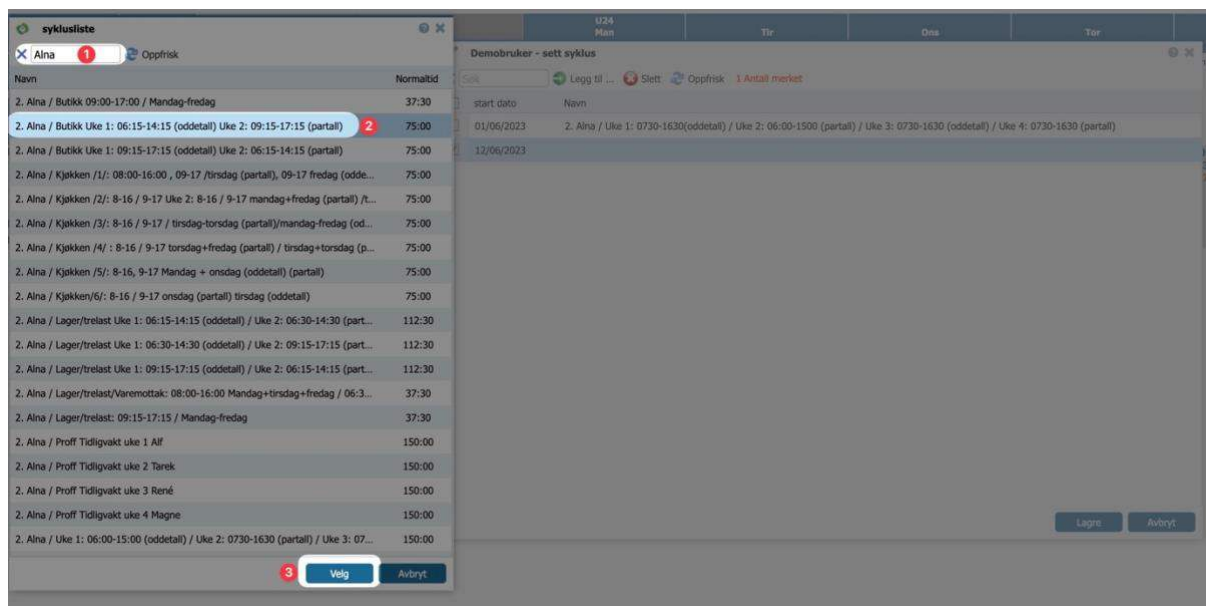 syklusliste
Alna 1 Oppfrisk
Navn Normaltid
2. Alna / Butikk 09:00-17:00 / Mandag-fredag 37:30
2. Alna / Butikk Uke 1: 06:15-14:15 (oddetall) Uke 2: 09:15-17:15 (partall) 2 75:00
2. Alna / Butikk Uke 1: 09:15-17:15 (oddetall) Uke 2: 06:15-14:15 (partall) 75:00
2. Alna / Kjøkken /1/: 08:00-16:00 , 09-17 /tirsdag (partall), 09-17 fredag (odde... 75:00
2. Alna / Kjøkken /2/: 8-16 / 9-17 Uke 2: 8-16 / 9-17 mandag+fredag (partall) /t... 75:00
2. Alna / Kjøkken /3/: 8-16 / 9-17 / tirsdag-torsdag (partall)/mandag-fredag (od... 75:00
2. Alna / Kjøkken /4/ : 8-16 / 9-17 torsdag+fredag (partall) / tirsdag+torsdag (p... 75:00
2. Alna / Kjøkken /5/: 8-16, 9-17 Mandag + onsdag (oddetall) (partall) 75:00
2. Alna / Kjøkken/6/: 8-16 / 9-17 onsdag (partall) tirsdag (oddetall) 75:00
2. Alna / Lager/trelast Uke 1: 06:15-14:15 (oddetall) / Uke 2: 06:30-14:30 (part... 112:30
2. Alna / Lager/trelast Uke 1: 06:30-14:30 (oddetall) / Uke 2: 09:15-17:15 (part... 112:30
2. Alna / Lager/trelast Uke 1: 09:15-17:15 (oddetall) / Uke 2: 06:15-14:15 (part... 112:30
2. Alna / Lager/trelast/Varemottak: 08:00-16:00 Mandag+tirsdag+fredag / 06:3... 37:30
2. Alna / Lager/trelast: 09:15-17:15 / Mandag-fredag 37:30
2. Alna / Proff Tidligvakt uke 1 Alf 150:00
2. Alna / Proff Tidligvakt uke 2 Tarek 150:00
2. Alna / Proff Tidligvakt uke 3 René 150:00
2. Alna / Proff Tidligvakt uke 4 Magne 150:00
2. Alna / Uke 1: 06:00-15:00 (oddetall) / Uke 2: 0730-1630 (partall) / Uke 3: 07... 150:00
3 Velg Avbryt
U24
Man Tir Ons Tor
Demobruker - sett syklus
Søk Legg til ... Slett Oppfrisk 1 Antall merket
start dato Navn
01/06/2023 2. Alna / Uke 1: 0730-1630(oddetall) / Uke 2: 06:00-1500 (partall) / Uke 3: 0730-1630 (oddetall) / Uke 4: 0730-1630 (partall)
12/06/2023
Lagre Avbryt